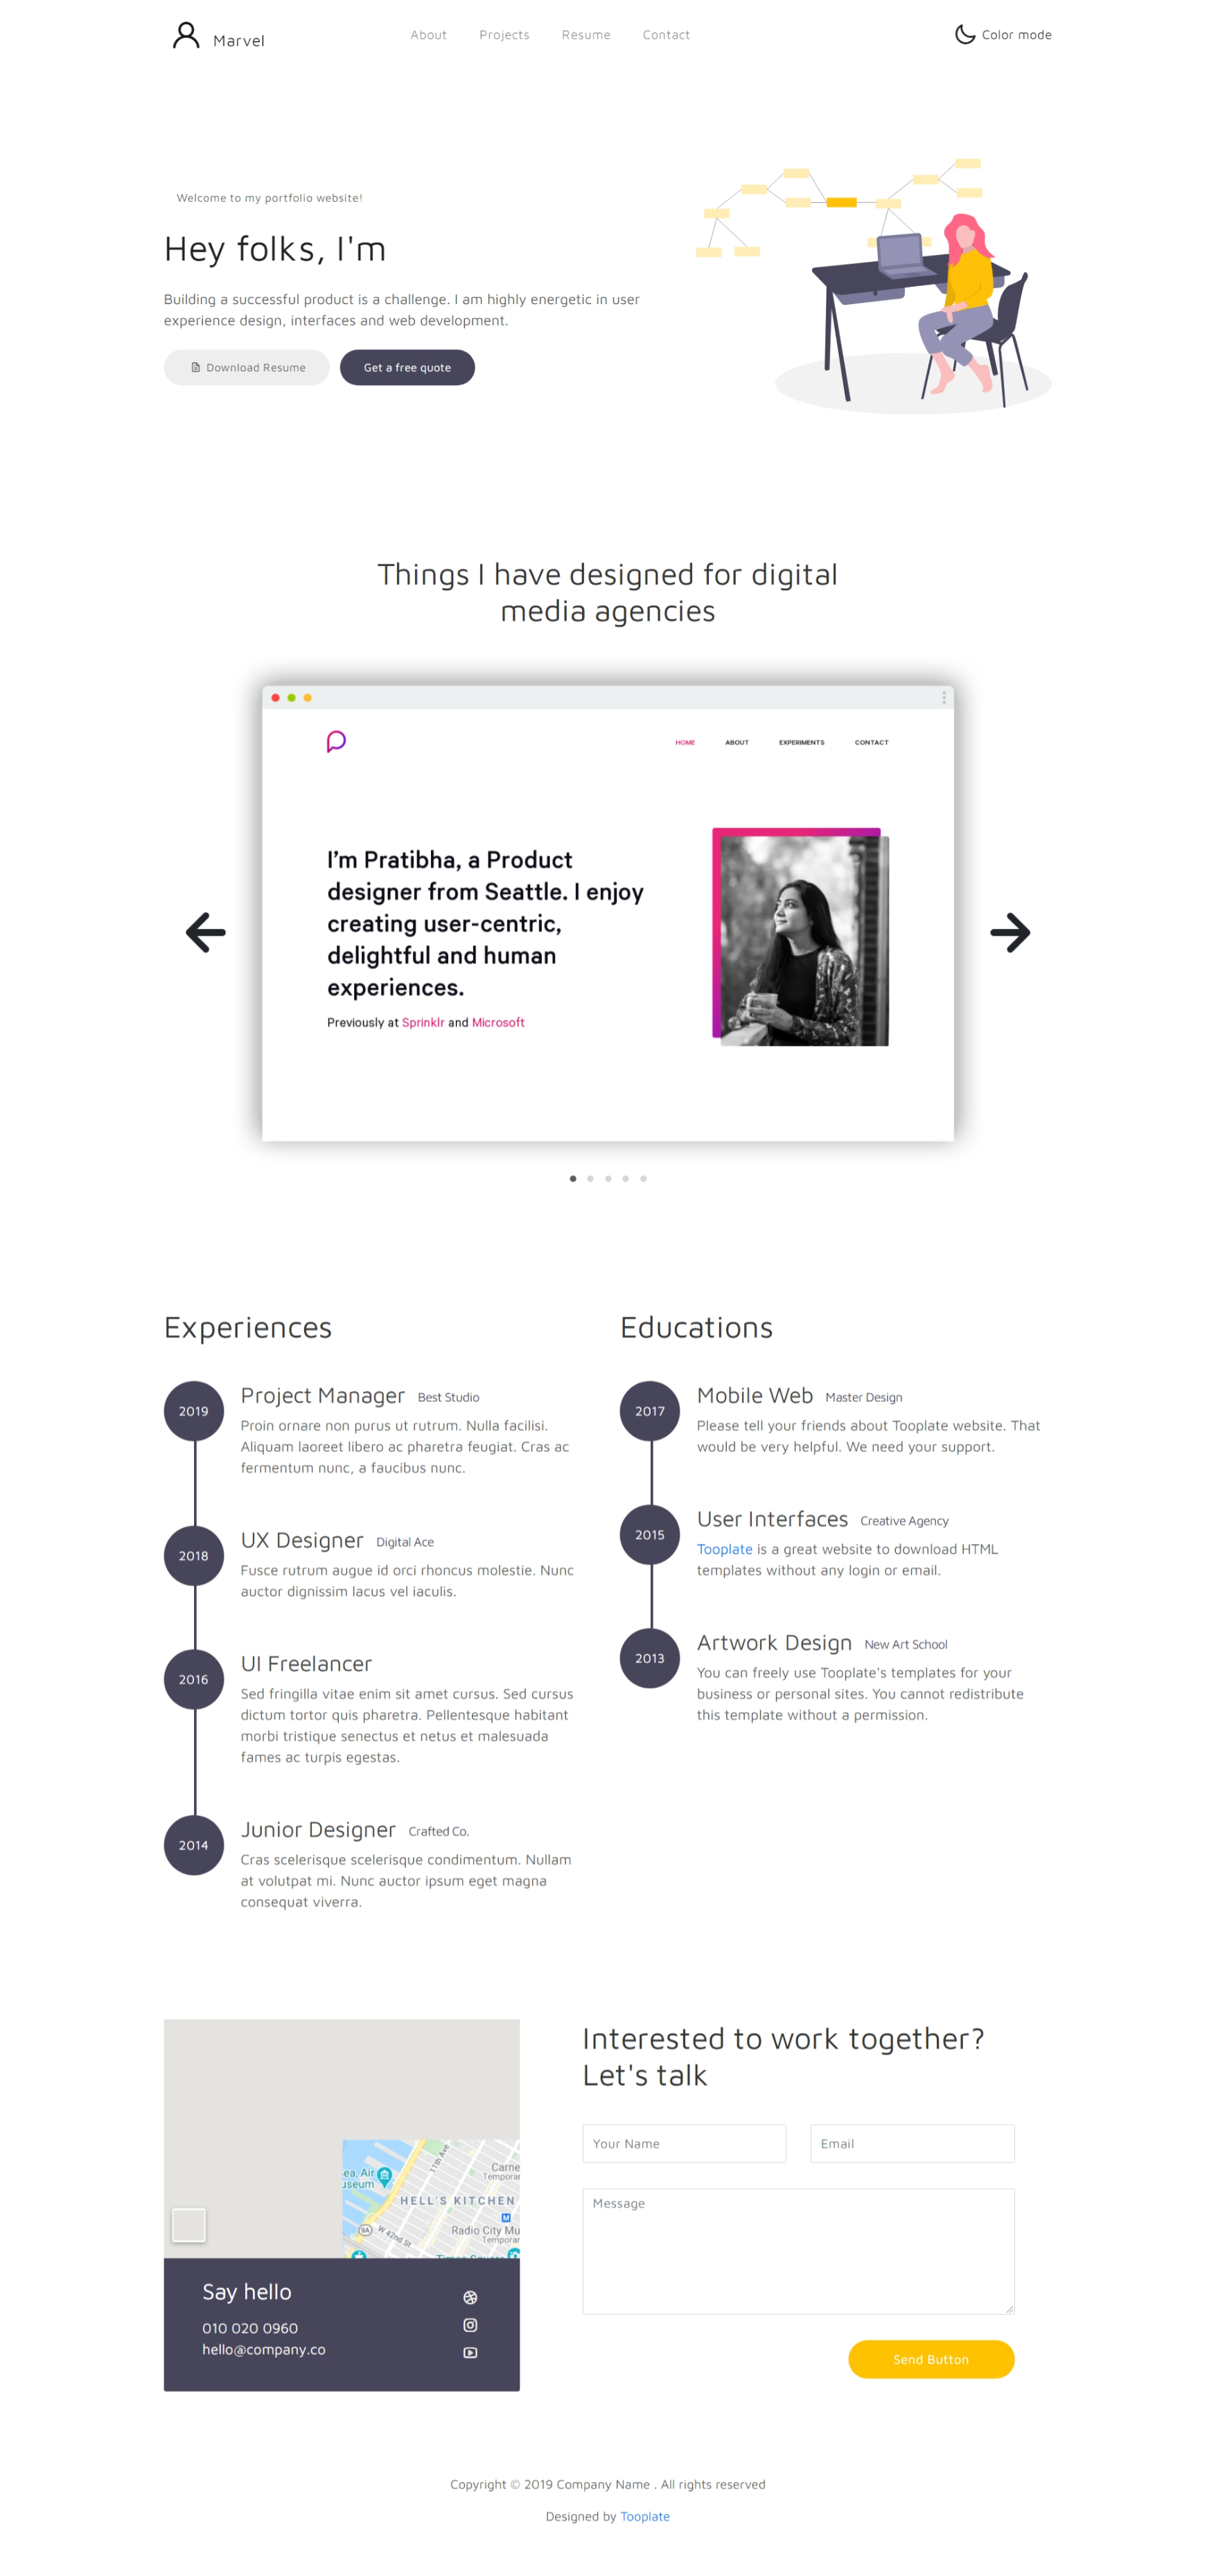 Marvel
About
Projects
Resume
Contact
Color mode
Welcome to my portfolio website!
Hey folks, I'm
Building a successful product is a challenge. I am highly energetic in user
experience design, interfaces and web development.
Download Resume
Get a free quote
Things I have designed for digital
media agencies
HOME
ABOUT
EXPERIMENTS
CONTACT
I'm Pratibha, a Product
designer from Seattle. I enjoy
creating user-centric,
delightful and human
experiences.
Previously at Sprinklr and Microsoft
Experiences
2019
Project Manager Best Studio
Proin ornare non purus ut rutrum. Nulla facilisi.
Aliquam laoreet libero ac pharetra feugiat. Cras ac
fermentum nunc, a faucibus nunc.
2018
UX Designer Digital Ace
Fusce rutrum augue id orci rhoncus molestie. Nunc
auctor dignissim lacus vel iaculis.
2016
UI Freelancer
Sed fringilla vitae enim sit amet cursus. Sed cursus
dictum tortor quis pharetra. Pellentesque habitant
morbi tristique senectus et netus et malesuada
fames ac turpis egestas.
2014
Junior Designer Crafted Co.
Cras scelerisque scelerisque condimentum. Nullam
at volutpat mi. Nunc auctor ipsum eget magna
consequat viverra.
Educations
2017
Mobile Web Master Design
Please tell your friends about Tooplate website. That
would be very helpful. We need your support.
2015
User Interfaces Creative Agency
Tooplate is a great website to download HTML
templates without any login or email.
2013
Artwork Design New Art School
You can freely use Tooplate's templates for your
business or personal sites. You cannot redistribute
this template without a permission.
11th Ave
ea, Air
useum
Carne
Temporar
HELL'S KITCHEN
M
9A
W 42nd St
Radio City Mu
Temporar
Say hello
010 020 0960
hello@company.co
Interested to work together?
Let's talk
Your Name
Email
Message
Send Button
Copyright © 2019 Company Name . All rights reserved
Designed by Tooplate